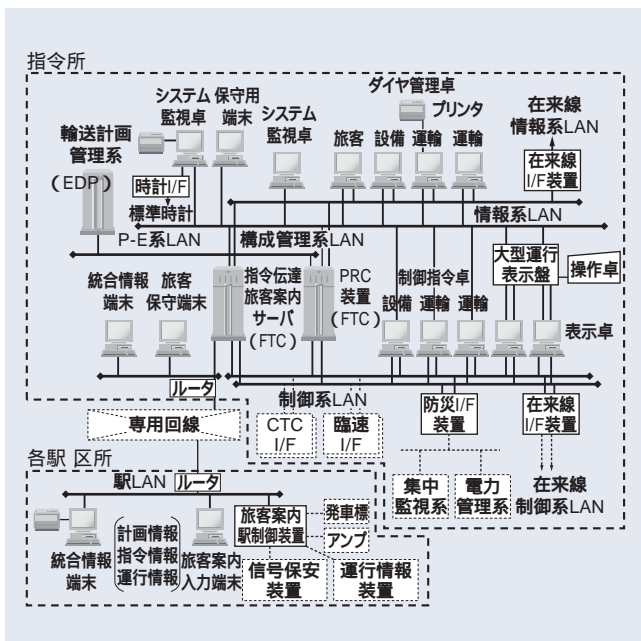 指令所
ダイヤ管理卓
プリンタ
システム
監視卓
保守用
端末
システム
監視卓
旅客
設備
運輸
運輸
在来線
情報系LAN
輸送計画
管理系
(EDP)
時計I/F
標準時計
在来線
I/F装置
情報系LAN
P-E系LAN
構成管理系LAN
大型運行
表示盤
操作卓
統合情報
端末
旅客
保守端末
指令伝達
旅客案内
サーバ
(FTC)
PRC
装置
(FTC)
制御指令卓
設備
運輸
運輸
表示卓
ルータ
制御系LAN
専用回線
CTC
I/F
臨速
I/F
防災I/F
装置
在来線
I/F装置
集中
監視系
電力
管理系
在来線
制御系LAN
各駅 区所
駅LAN
ルータ
統合情報
端末
計画情報
指令情報
運行情報
旅客案内
入力端末
旅客案内
駅制御装置
発車標
アンプ
信号保安
装置
運行情報
装置